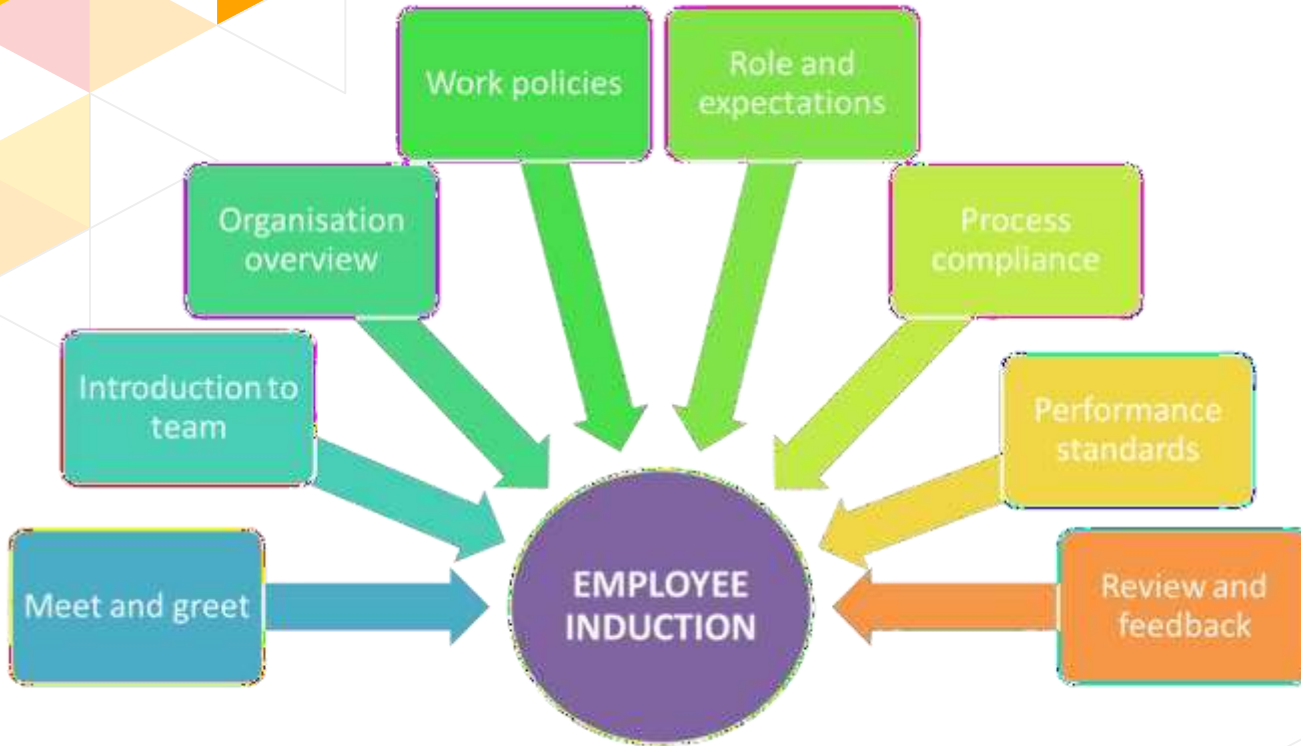 Meet and greet
Introduction to
team
Organisation
overview
Work policies
Role and
expectations
Process
compliance
Performance
standards
Review and
feedback
EMPLOYEE
INDUCTION